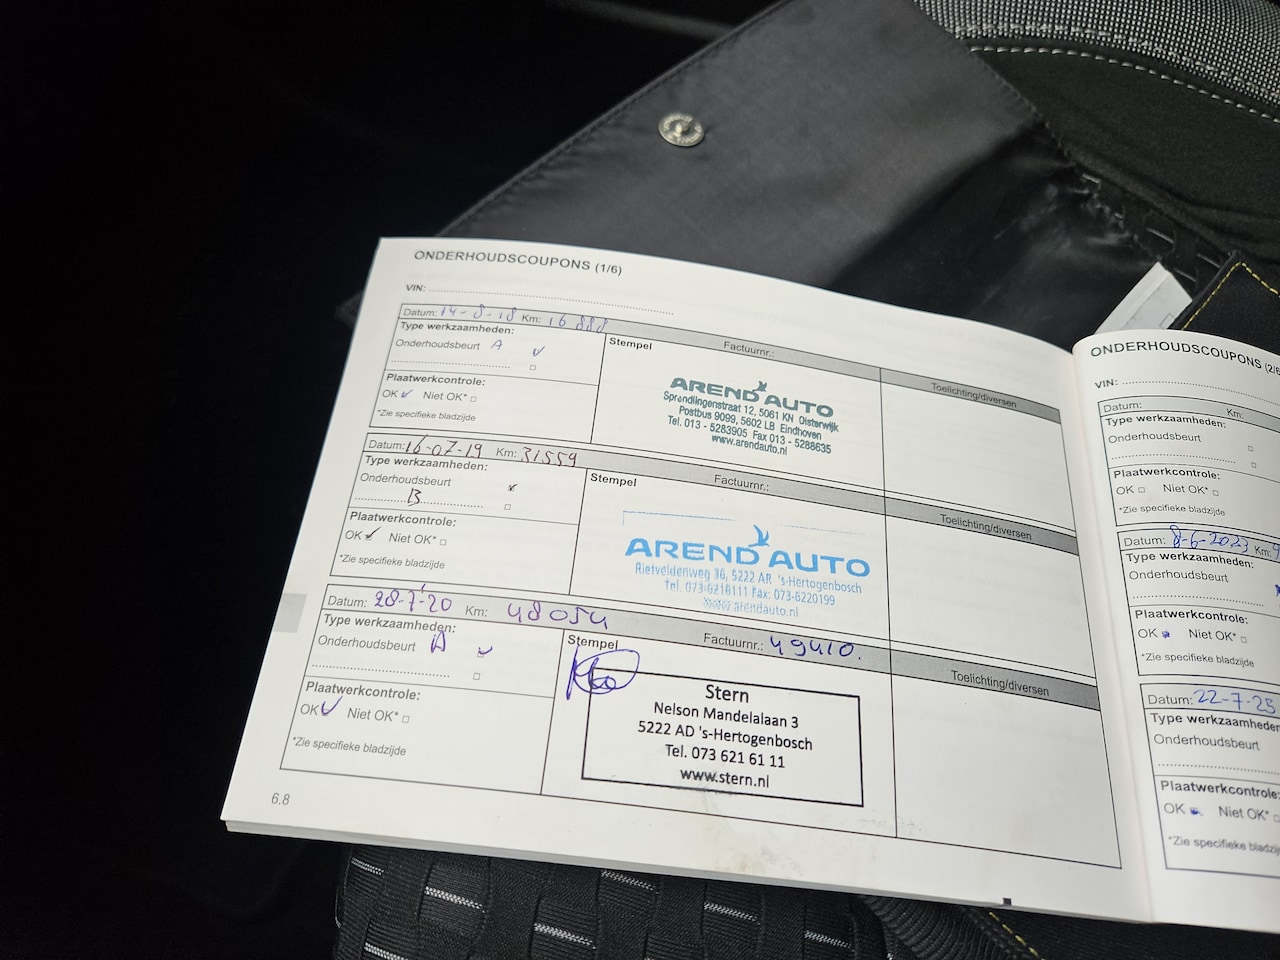 ONDERHOUDSCOUPONS (1/6)
VIN:
Datum: 14-8-18 Km: 16 888
Type werkzaamheden:
Onderhoudsbeurt A
Plaatwerkcontrole:
OK Niet OK*
*Zie specifieke bladzijde
Stempel Factuurnr.:
AREND AUTO
Sprendlingenstraat 12, 5061 KN Oisterwijk
Postbus 9099, 5602 LB Eindhoven
Tel. 013 - 5283905 Fax 013 - 5288635
www.arendauto.nl
Toelichting/diversen
Datum: 16-07-19 Km: 31559
Type werkzaamheden:
Onderhoudsbeurt
B
Plaatwerkcontrole:
OK Niet OK*
*Zie specifieke bladzijde
Stempel Factuurnr.:
AREND AUTO
Rietveldenweg 36, 5222 AR 's-Hertogenbosch
Tel. 073-6218111 Fax: 073-6220199
www.arendauto.nl
Toelichting/diversen
Datum: 28-7-'20 Km: 48054
Type werkzaamheden:
Onderhoudsbeurt A
Plaatwerkcontrole:
OK Niet OK*
*Zie specifieke bladzijde
Stempel Factuurnr.: 49410.
Stern
Nelson Mandelalaan 3
5222 AD 's-Hertogenbosch
Tel. 073 621 61 11
www.stern.nl
Toelichting/diversen
6.8
ONDERHOUDSCOUPONS (2/6
VIN:
Datum: Km:
Type werkzaamheden:
Onderhoudsbeurt
Plaatwerkcontrole:
OK Niet OK*
*Zie specifieke bladzijde
Datum: 8-6-2023 Km: 9
Type werkzaamheden:
Onderhoudsbeurt
Plaatwerkcontrole:
OK Niet OK*
*Zie specifieke bladzijde
Datum: 22-7-25
Type werkzaamheden
Onderhoudsbeurt
Plaatwerkcontrole:
OK Niet OK*
*Zie specifieke bladzij